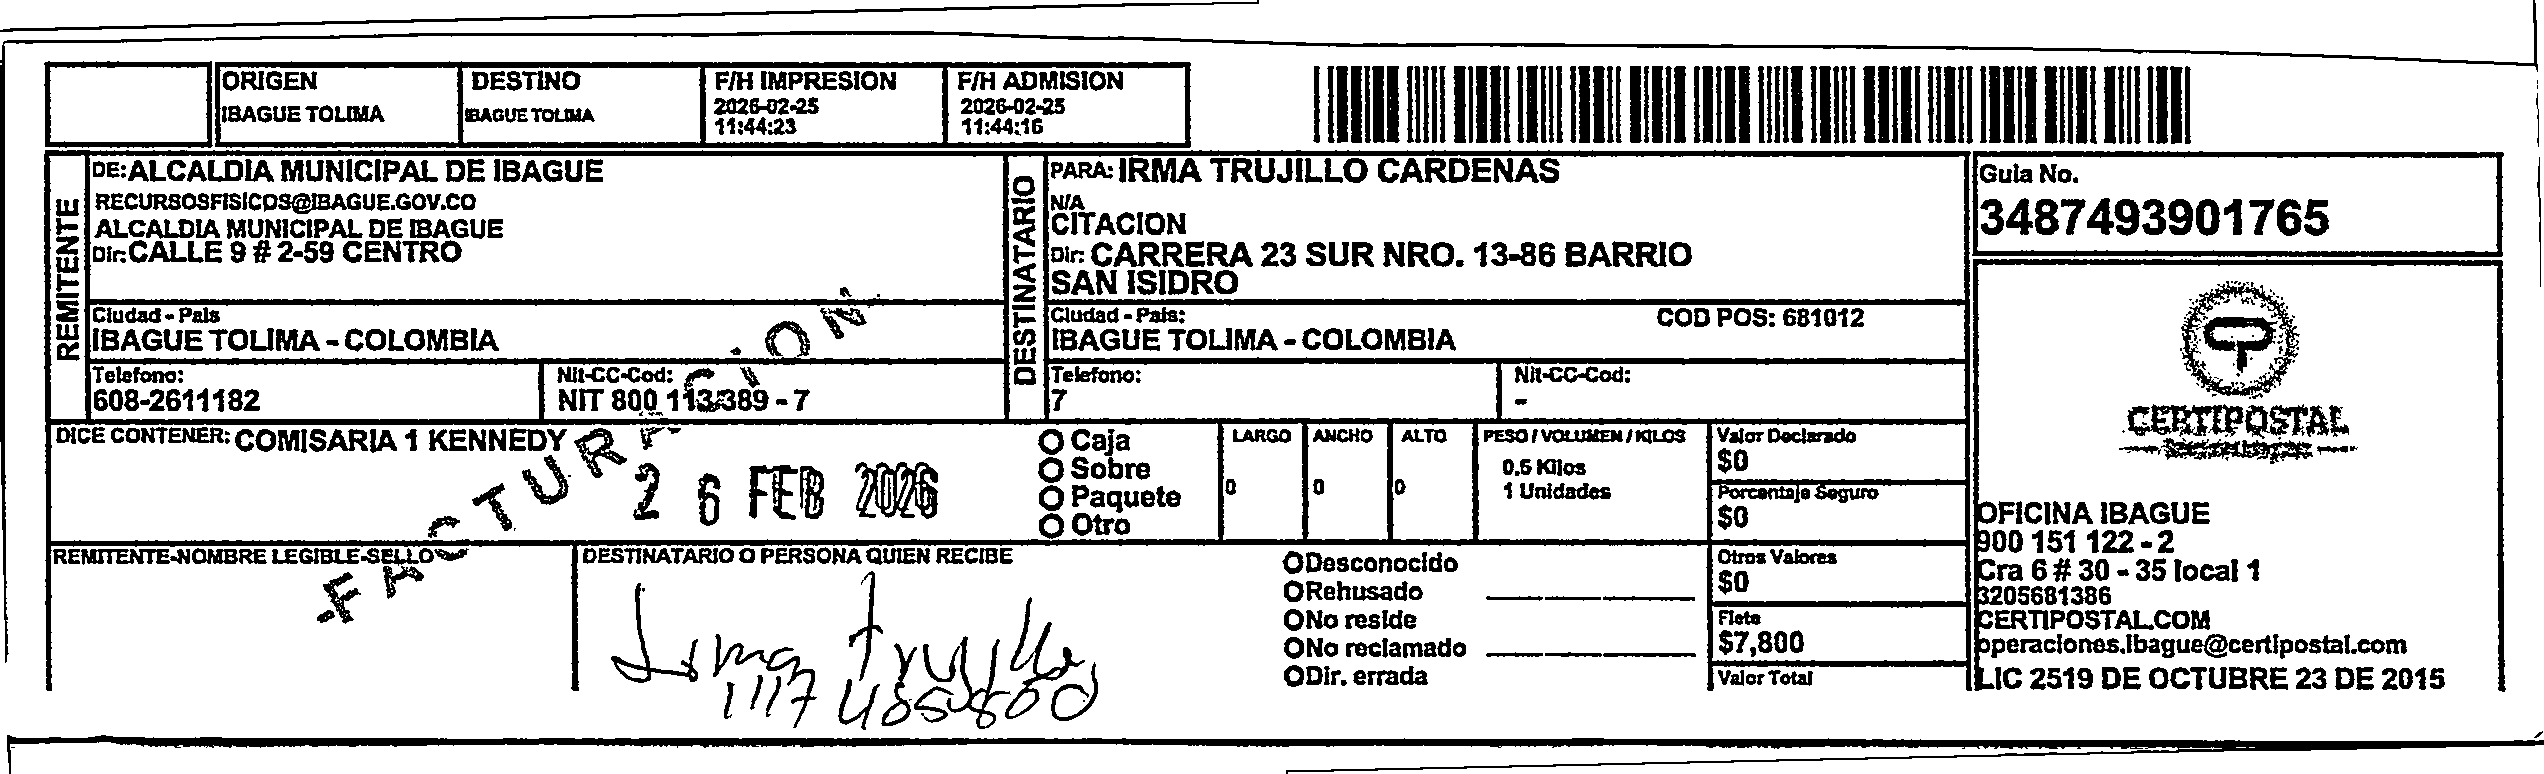 ORIGEN
IBAGUE TOLIMA
DESTINO
IBAGUE TOLIMA
F/H IMPRESION
2026-02-25
11:44:23
F/H ADMISION
2026-02-25
11:44:16
REMITENTE
DE: ALCALDIA MUNICIPAL DE IBAGUE
RECURSOSFISICOS@IBAGUE.GOV.CO
ALCALDIA MUNICIPAL DE IBAGUE
Dir: CALLE 9 # 2-59 CENTRO
Ciudad - Pais
IBAGUE TOLIMA - COLOMBIA
Telefono:
608-2611182
Nit-CC-Cod:
NIT 800 113389 - 7
DESTINATARIO
PARA: IRMA TRUJILLO CARDENAS
N/A
CITACION
Dir: CARRERA 23 SUR NRO. 13-86 BARRIO
SAN ISIDRO
Ciudad - Pais:
COD POS: 681012
IBAGUE TOLIMA - COLOMBIA
Telefono:
7
Nit-CC-Cod:
-
Guia No.
3487493901765
DICE CONTENER: COMISARIA 1 KENNEDY
FACTURACION
26 FEB 2026
Caja
Sobre
Paquete
Otro
LARGO
0
ANCHO
0
ALTO
0
PESO / VOLUMEN / KILOS
0.5 Kilos
1 Unidades
Valor Declarado
$0
Porcentaje Seguro
$0
Otros Valores
$0
Flete
$7,800
Valor Total
REMITENTE-NOMBRE LEGIBLE-SELLO
DESTINATARIO O PERSONA QUIEN RECIBE
Irma Trujillo
Desconocido
Rehusado
No reside
No reclamado
Dir. errada
CERTIPOSTAL
OFICINA IBAGUE
900 151 122 - 2
Cra 6 # 30 - 35 local 1
3205681386
CERTIPOSTAL.COM
operaciones.ibague@certipostal.com
LIC 2519 DE OCTUBRE 23 DE 2015